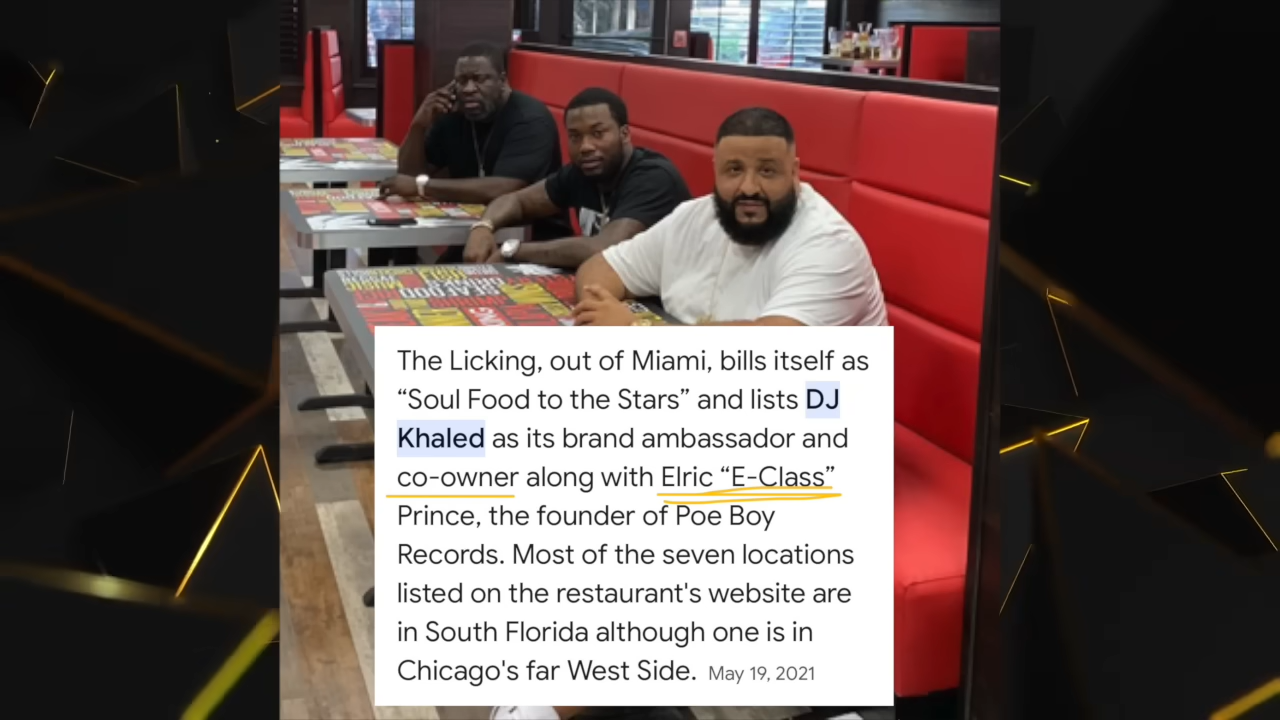 SEAFOOD
The Licking, out of Miami, bills itself as
“Soul Food to the Stars” and lists DJ
Khaled as its brand ambassador and
co-owner along with Elric “E-Class”
Prince, the founder of Poe Boy
Records. Most of the seven locations
listed on the restaurant's website are
in South Florida although one is in
Chicago's far West Side. May 19, 2021